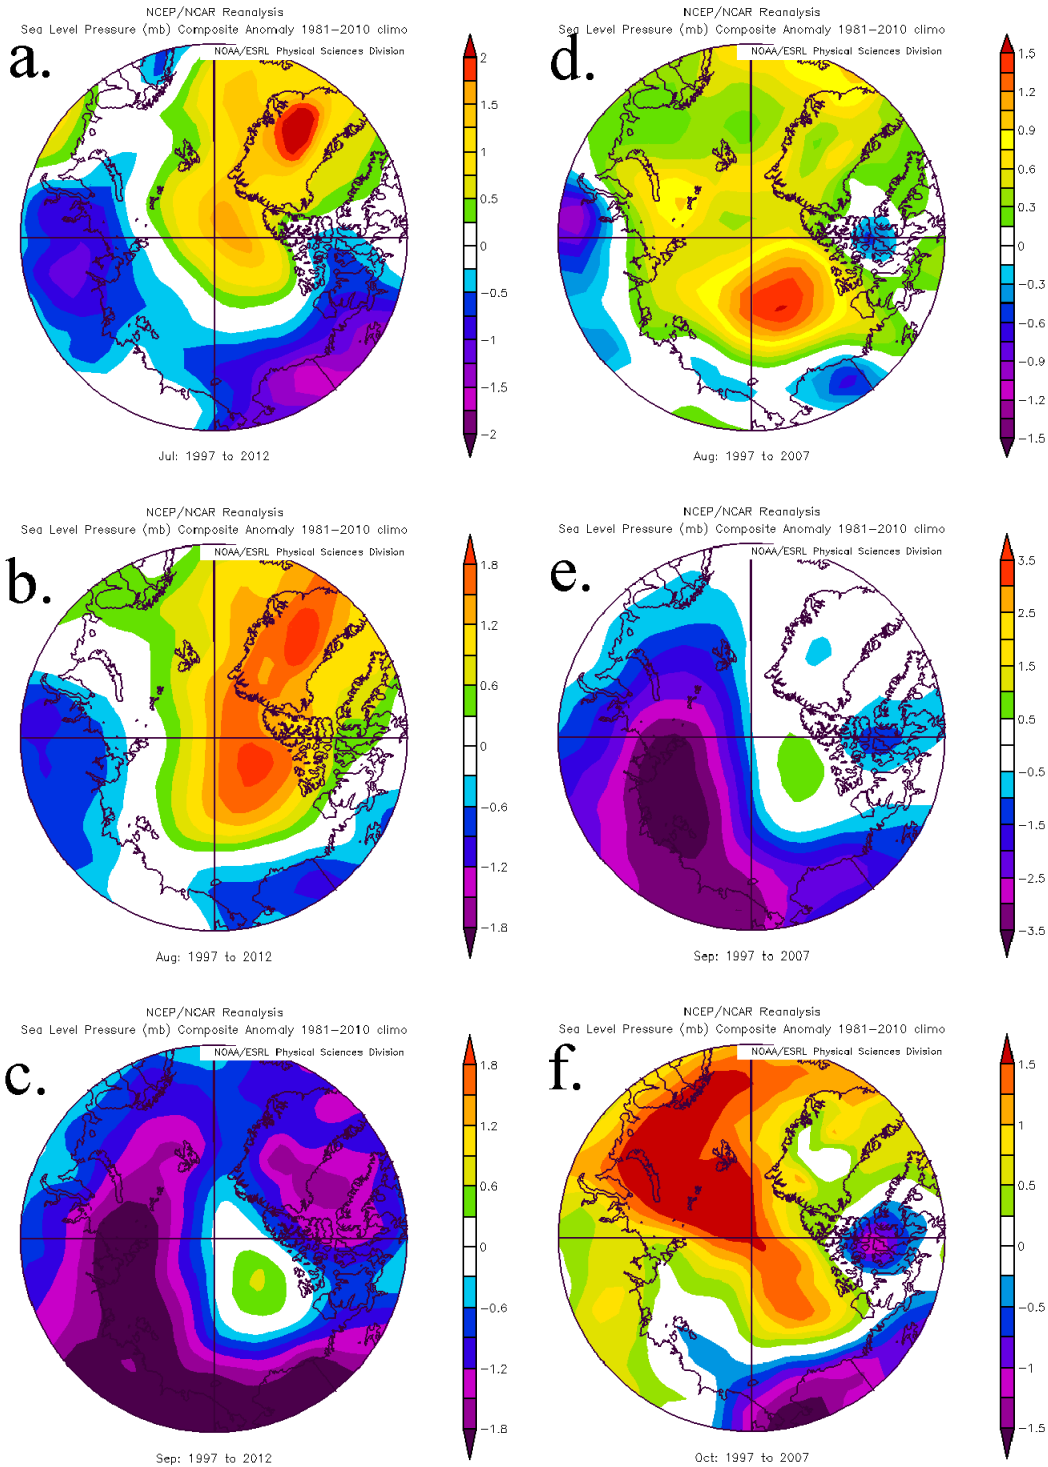 NCEP/NCAR Reanalysis
Sea Level Pressure (mb) Composite Anomaly 1981-2010 climo
NOAA/ESRL Physical Sciences Division
a.
2
1.5
1
0.5
0
-0.5
-1
-1.5
-2
Jul: 1997 to 2012
NCEP/NCAR Reanalysis
Sea Level Pressure (mb) Composite Anomaly 1981-2010 climo
NOAA/ESRL Physical Sciences Division
d.
1.5
1.2
0.9
0.6
0.3
0
-0.3
-0.6
-0.9
-1.2
-1.5
Aug: 1997 to 2007
NCEP/NCAR Reanalysis
Sea Level Pressure (mb) Composite Anomaly 1981-2010 climo
NOAA/ESRL Physical Sciences Division
b.
1.8
1.2
0.6
0
-0.6
-1.2
-1.8
Aug: 1997 to 2012
NCEP/NCAR Reanalysis
Sea Level Pressure (mb) Composite Anomaly 1981-2010 climo
NOAA/ESRL Physical Sciences Division
e.
3.5
2.5
1.5
0.5
-0.5
-1.5
-2.5
-3.5
Sep: 1997 to 2007
NCEP/NCAR Reanalysis
Sea Level Pressure (mb) Composite Anomaly 1981-2010 climo
NOAA/ESRL Physical Sciences Division
c.
1.8
1.2
0.6
0
-0.6
-1.2
-1.8
Sep: 1997 to 2012
NCEP/NCAR Reanalysis
Sea Level Pressure (mb) Composite Anomaly 1981-2010 climo
NOAA/ESRL Physical Sciences Division
f.
1.5
1
0.5
0
-0.5
-1
-1.5
Oct: 1997 to 2007